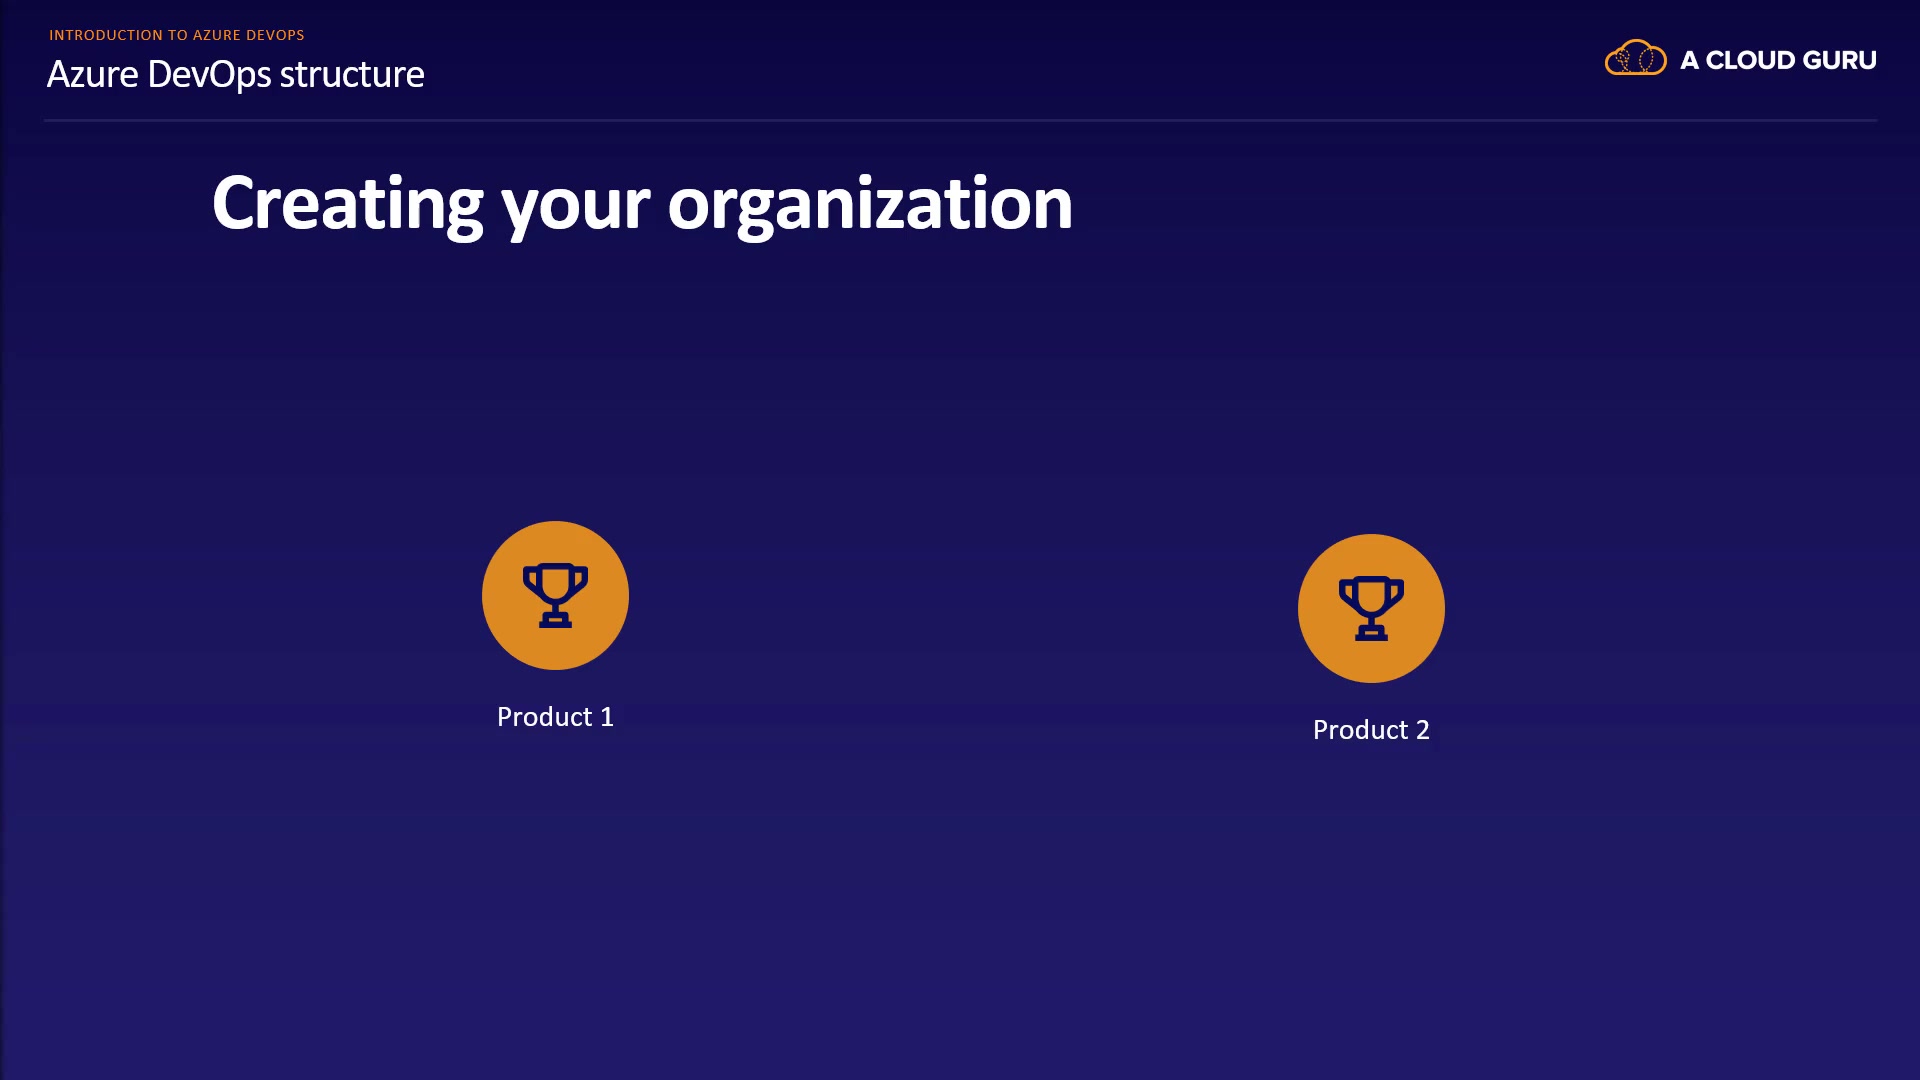 INTRODUCTION TO AZURE DEVOPS
Azure DevOps structure
A CLOUD GURU
Creating your organization
Product 1
Product 2